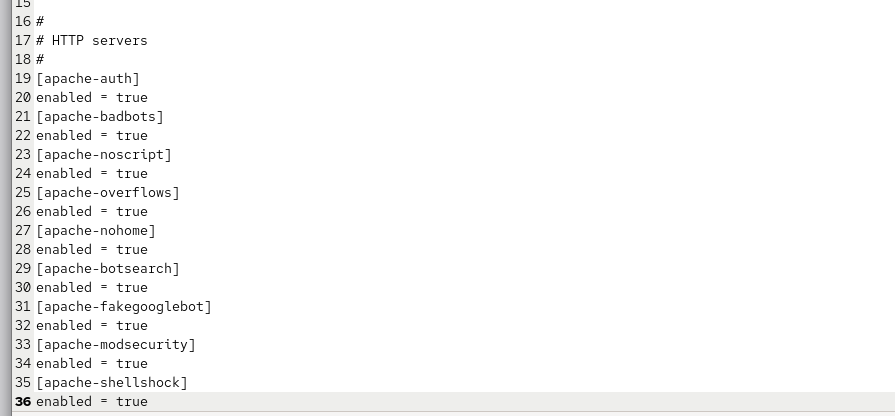 15
16 #
17 # HTTP servers
18 #
19 [apache-auth]
20 enabled = true
21 [apache-badbots]
22 enabled = true
23 [apache-noscript]
24 enabled = true
25 [apache-overflows]
26 enabled = true
27 [apache-nohome]
28 enabled = true
29 [apache-botsearch]
30 enabled = true
31 [apache-fakegooglebot]
32 enabled = true
33 [apache-modsecurity]
34 enabled = true
35 [apache-shellshock]
36 enabled = true